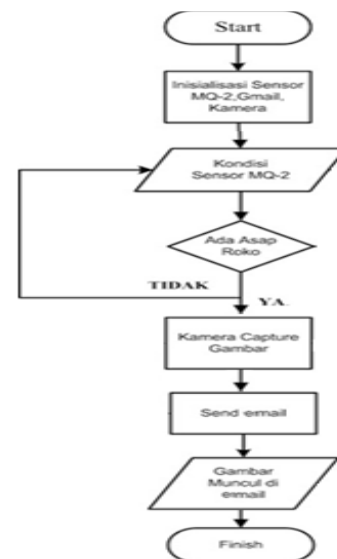 Start
Inisialisasi Sensor
MQ-2,Gmail,
Kamera
Kondisi
Sensor MQ-2
Ada Asap
Roko
TIDAK
YA
Kamera Capture
Gambar
Send email
Gambar
Muncul di
email
Finish